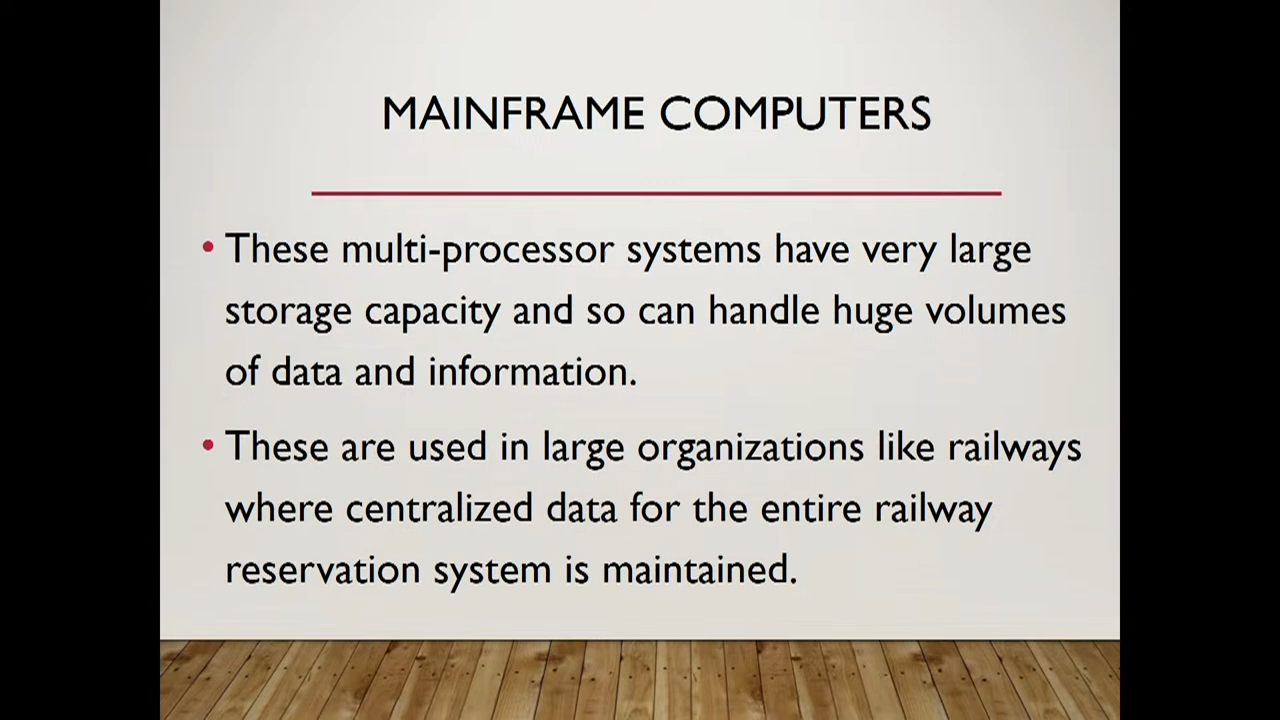 MAINFRAME COMPUTERS
• These multi-processor systems have very large
storage capacity and so can handle huge volumes
of data and information.
• These are used in large organizations like railways
where centralized data for the entire railway
reservation system is maintained.